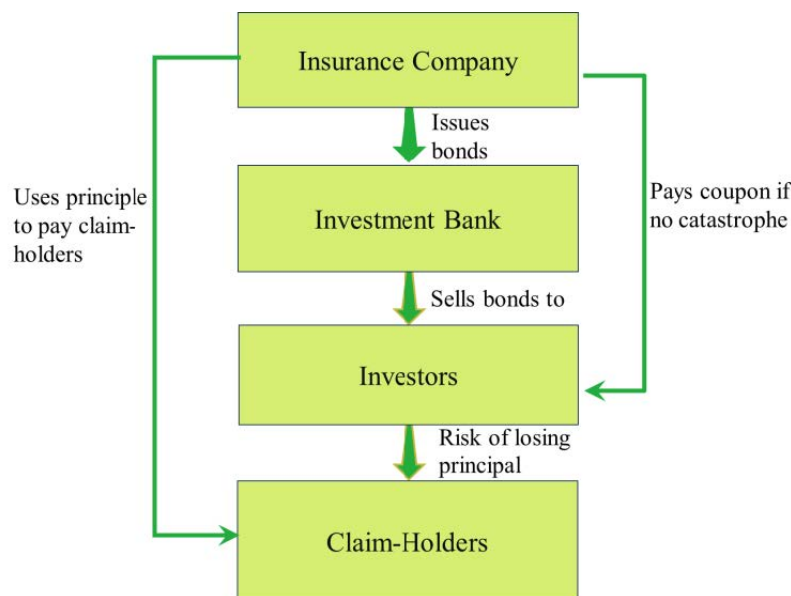 Insurance Company
Issues
bonds
Uses principle
to pay claim-
holders
Pays coupon if
no catastrophe
Investment Bank
Sells bonds to
Investors
Risk of losing
principal
Claim-Holders